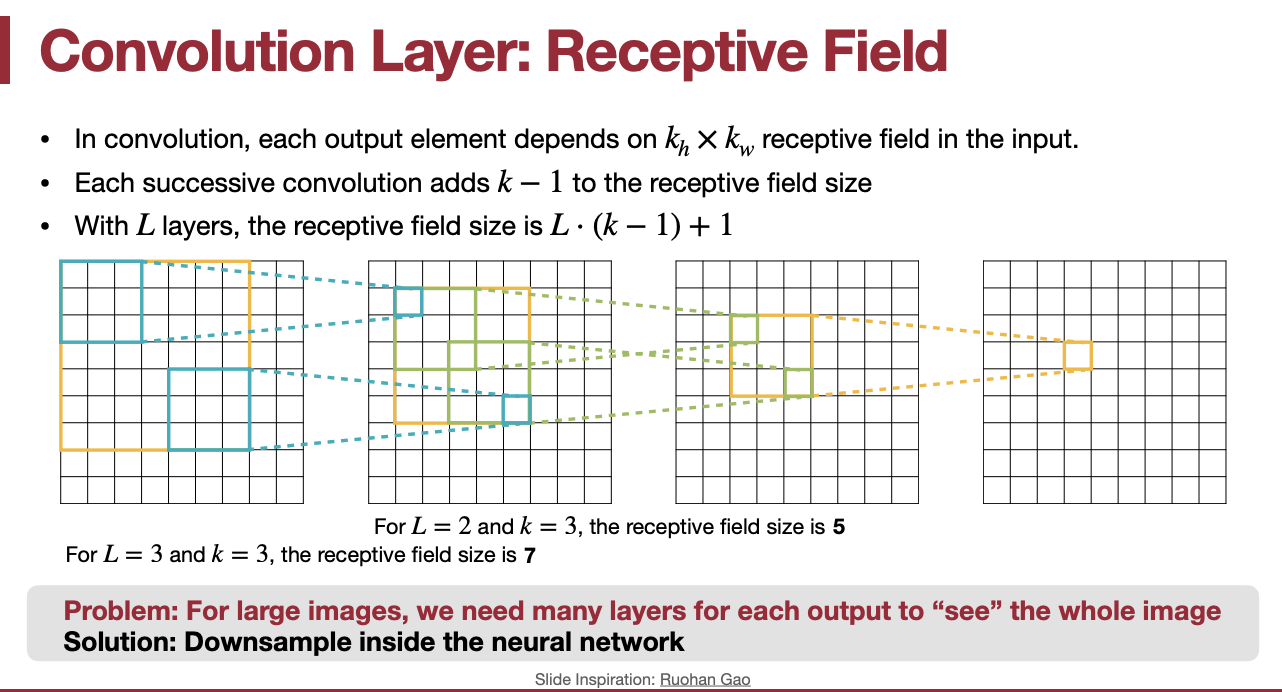 Convolution Layer: Receptive Field
• In convolution, each output element depends on kₕ × k_w receptive field in the input.
• Each successive convolution adds k − 1 to the receptive field size
• With L layers, the receptive field size is L · (k − 1) + 1
For L = 2 and k = 3, the receptive field size is 5
For L = 3 and k = 3, the receptive field size is 7
Problem: For large images, we need many layers for each output to “see” the whole image
Solution: Downsample inside the neural network
Slide Inspiration: Ruohan Gao